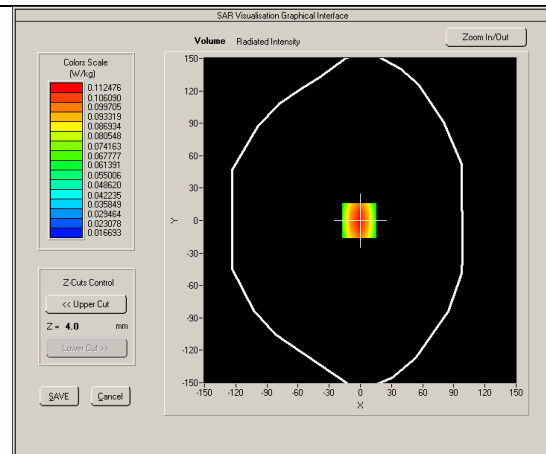 SAR Visualisation Graphical Interface
Volume Radiated Intensity
Zoom In/Out
Colors Scale
(W/kg)
0.112476
0.106090
0.099705
0.093319
0.086934
0.080548
0.074163
0.067777
0.061391
0.055006
0.048620
0.042235
0.035849
0.029464
0.023078
0.016693
Z-Cuts Control
<< Upper Cut
Z = 4.0 mm
Lower Cut >>
SAVE Cancel
150
120
90
60
30
0
-30
-60
-90
-120
-150
Y
-150 -120 -90 -60 -30 0 30 60 90 120 150
X